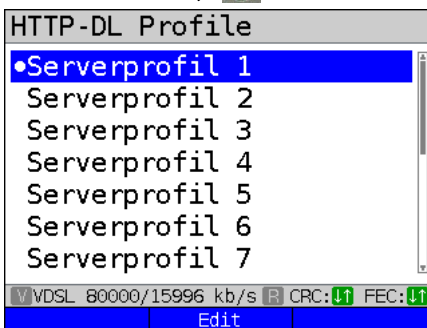 HTTP-DL Profile
•Serverprofil 1
Serverprofil 2
Serverprofil 3
Serverprofil 4
Serverprofil 5
Serverprofil 6
Serverprofil 7
V VDSL 80000/15996 kb/s R CRC:↓↑ FEC:↓↑
Edit